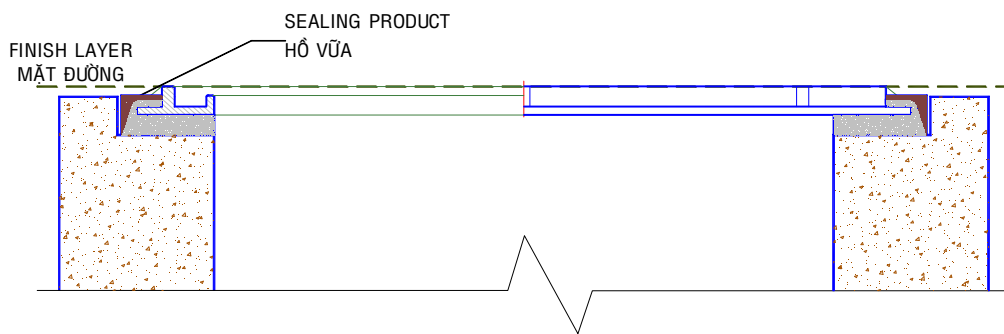 SEALING PRODUCT
HỒ VỮA
FINISH LAYER
MẶT ĐƯỜNG